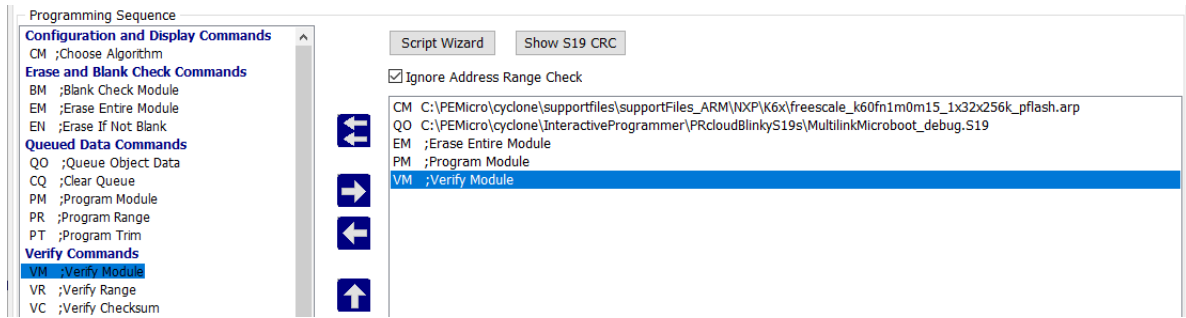 Programming Sequence
Configuration and Display Commands
CM ;Choose Algorithm
Erase and Blank Check Commands
BM ;Blank Check Module
EM ;Erase Entire Module
EN ;Erase If Not Blank
Queued Data Commands
QO ;Queue Object Data
CQ ;Clear Queue
PM ;Program Module
PR ;Program Range
PT ;Program Trim
Verify Commands
VM ;Verify Module
VR ;Verify Range
VC ;Verify Checksum
Script Wizard
Show S19 CRC
Ignore Address Range Check
CM C:\PEMicro\cyclone\supportfiles\supportFiles_ARM\NXP\K6x\freescale_k60fn1m0m15_1x32x256k_pflash.arp
QO C:\PEMicro\cyclone\InteractiveProgrammer\PRcloudBlinkyS19s\MultilinkMicroboot_debug.S19
EM ;Erase Entire Module
PM ;Program Module
VM ;Verify Module